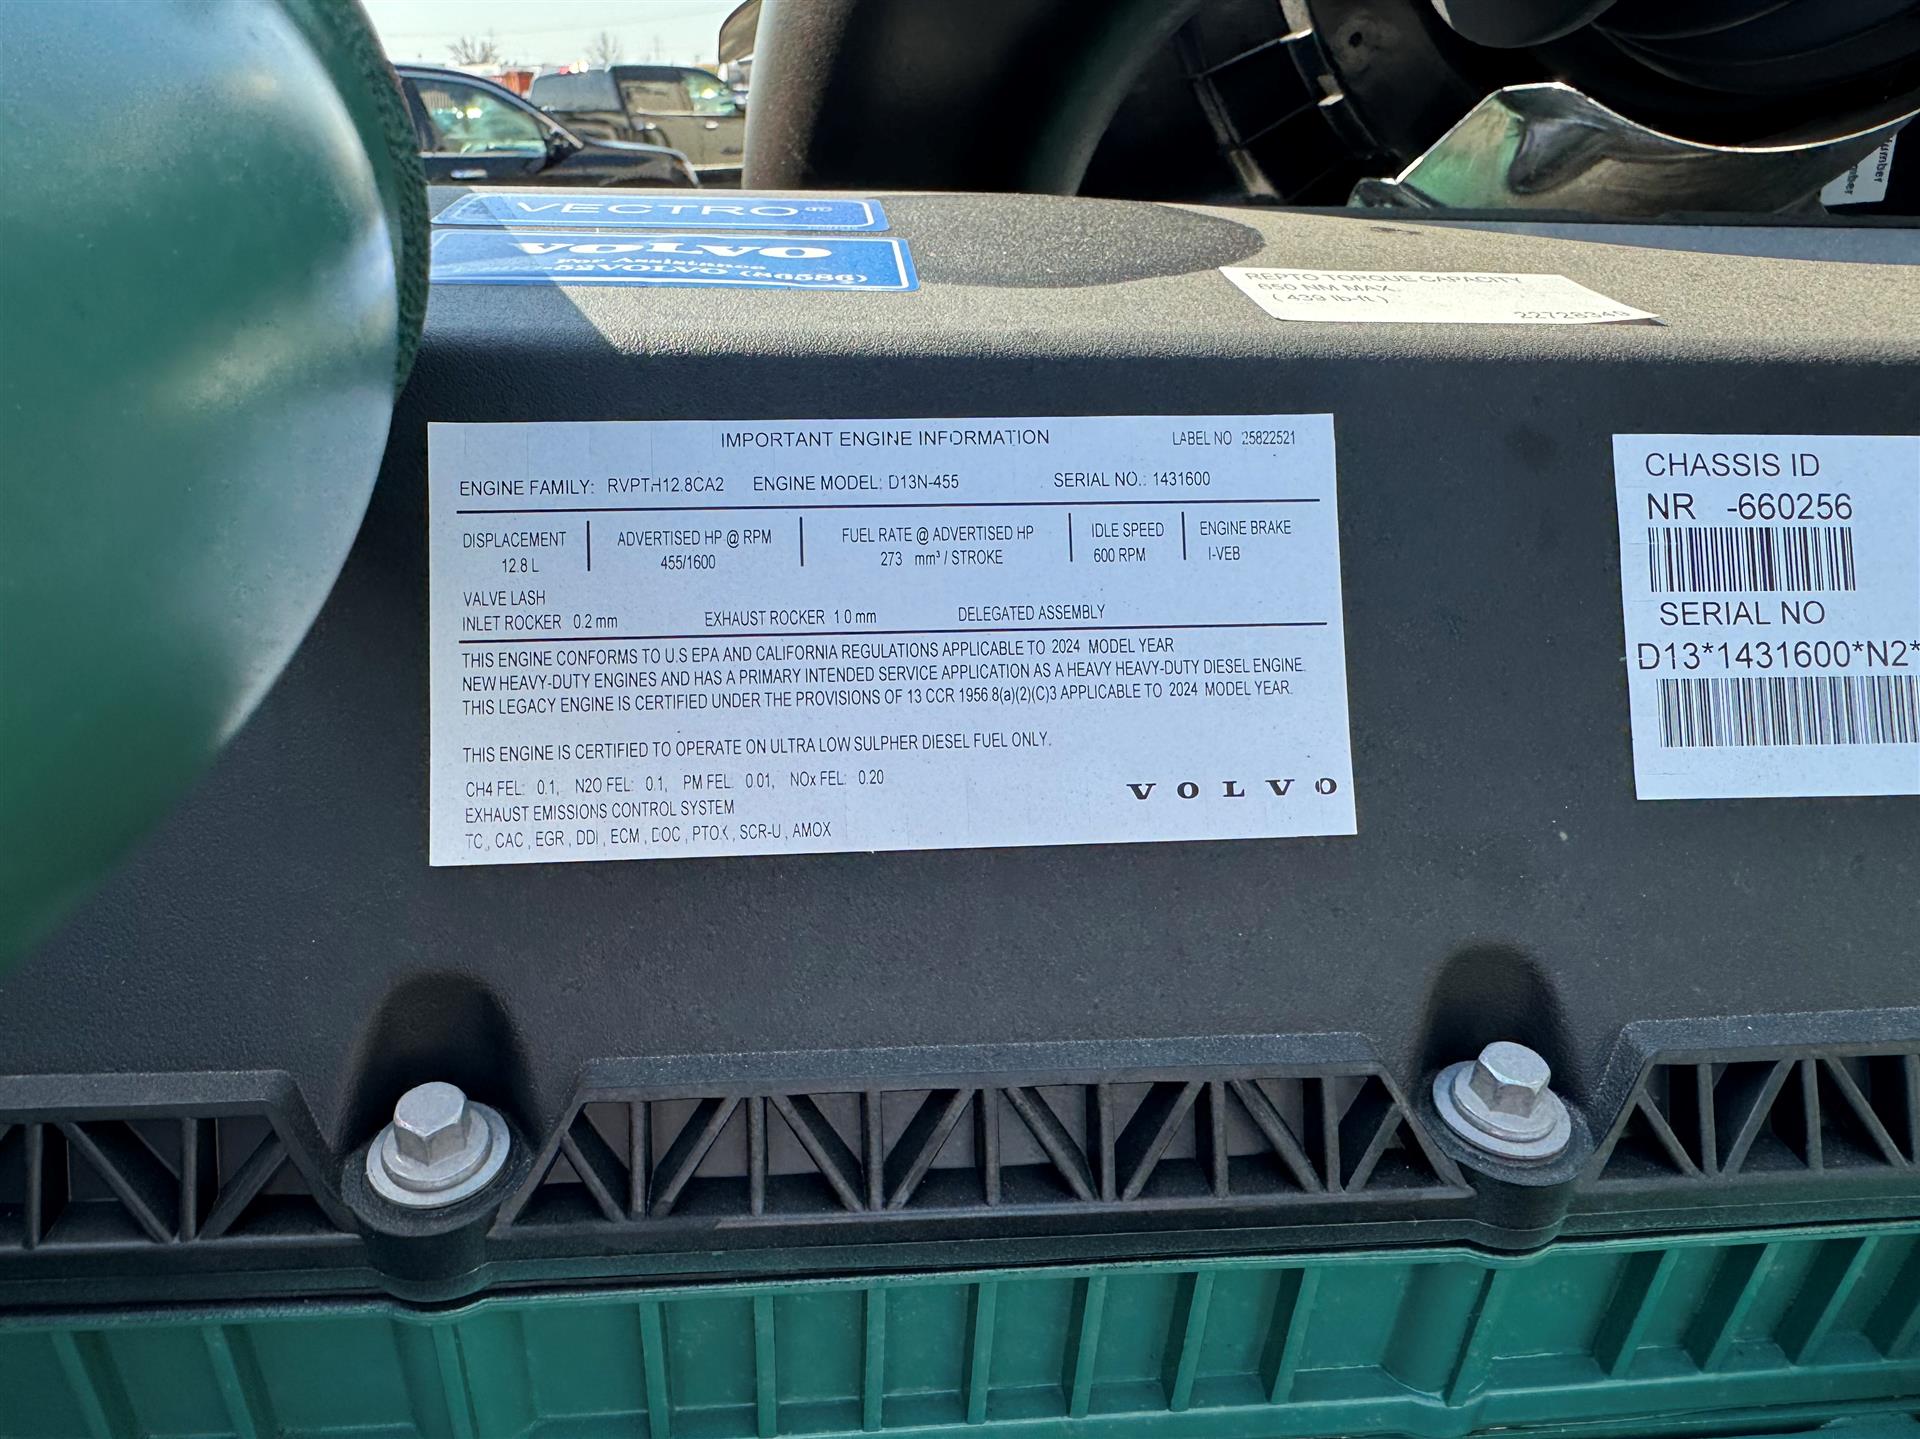 VECTRO
VOLVO
For Assistance
-52VOLVO (86586)
REPTO TORQUE CAPACITY
650 NM MAX.
( 439 lb-ft )
22728349
IMPORTANT ENGINE INFORMATION LABEL NO 25822521
ENGINE FAMILY: RVPTH12.8CA2 ENGINE MODEL: D13N-455 SERIAL NO.: 1431600
DISPLACEMENT ADVERTISED HP @ RPM FUEL RATE @ ADVERTISED HP IDLE SPEED ENGINE BRAKE
12.8 L 455/1600 273 mm³ / STROKE 600 RPM I-VEB
VALVE LASH
INLET ROCKER 0.2 mm EXHAUST ROCKER 1.0 mm DELEGATED ASSEMBLY
THIS ENGINE CONFORMS TO U.S EPA AND CALIFORNIA REGULATIONS APPLICABLE TO 2024 MODEL YEAR
NEW HEAVY-DUTY ENGINES AND HAS A PRIMARY INTENDED SERVICE APPLICATION AS A HEAVY HEAVY-DUTY DIESEL ENGINE.
THIS LEGACY ENGINE IS CERTIFIED UNDER THE PROVISIONS OF 13 CCR 1956.8(a)(2)(C)3 APPLICABLE TO 2024 MODEL YEAR.
THIS ENGINE IS CERTIFIED TO OPERATE ON ULTRA LOW SULPHER DIESEL FUEL ONLY.
CH4 FEL: 0.1, N2O FEL: 0.1, PM FEL: 0.01, NOx FEL: 0.20
EXHAUST EMISSIONS CONTROL SYSTEM
TC, CAC, EGR, DDI, ECM, DOC, PTOX, SCR-U, AMOX
VOLVO
CHASSIS ID
NR -660256
SERIAL NO
D13*1431600*N2*